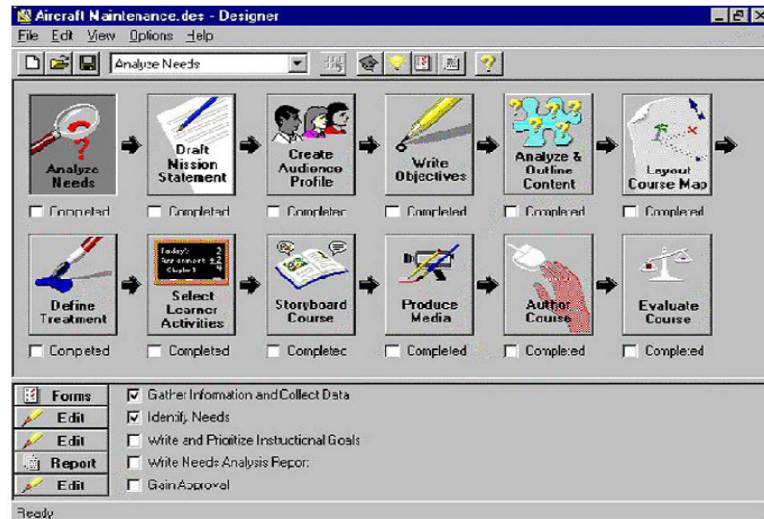 Aircraft Maintenance.des - Designer
File Edit View Options Help
Analyze Needs
Analyze Needs
Draft Mission Statement
Create Audience Profile
Write Objectives
Analyze & Outline Content
Layout Course Map
Completed Completed Completed Completed Completed Completed
Define Treatment
Today's
Assignment
Chapter
Select Learner Activities
Storyboard Course
Produce Media
Author Course
Evaluate Course
Completed Completed Completed Completed Completed Completed
Forms Gather Information and Collect Data
Edit Identify Needs
Edit Write and Prioritize Instructional Goals
Report Write Needs Analysis Report
Edit Gain Approval
Ready